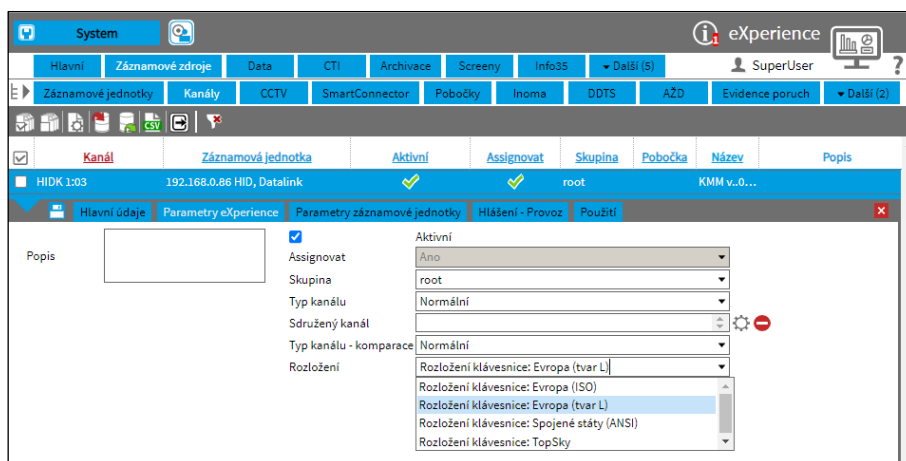 System
eXperience
Hlavní Záznamové zdroje Data CTI Archivace Screeny Info35 Další (5) SuperUser ?
Záznamové jednotky Kanály CCTV SmartConnector Pobočky Inoma DDTS AŽD Evidence poruch Další (2)
CSV
Kanál Záznamová jednotka Aktivní Assignovat Skupina Pobočka Název Popis
HIDK 1:03 192.168.0.86 HID, Datalink root KMM v..0...
Hlavní údaje Parametry eXperience Parametry záznamové jednotky Hlášení - Provoz Použití
Popis
Aktivní
Assignovat Ano
Skupina root
Typ kanálu Normální
Sdružený kanál
Typ kanálu - komparace Normální
Rozložení Rozložení klávesnice: Evropa (tvar L)
Rozložení klávesnice: Evropa (ISO)
Rozložení klávesnice: Evropa (tvar L)
Rozložení klávesnice: Spojené státy (ANSI)
Rozložení klávesnice: TopSky